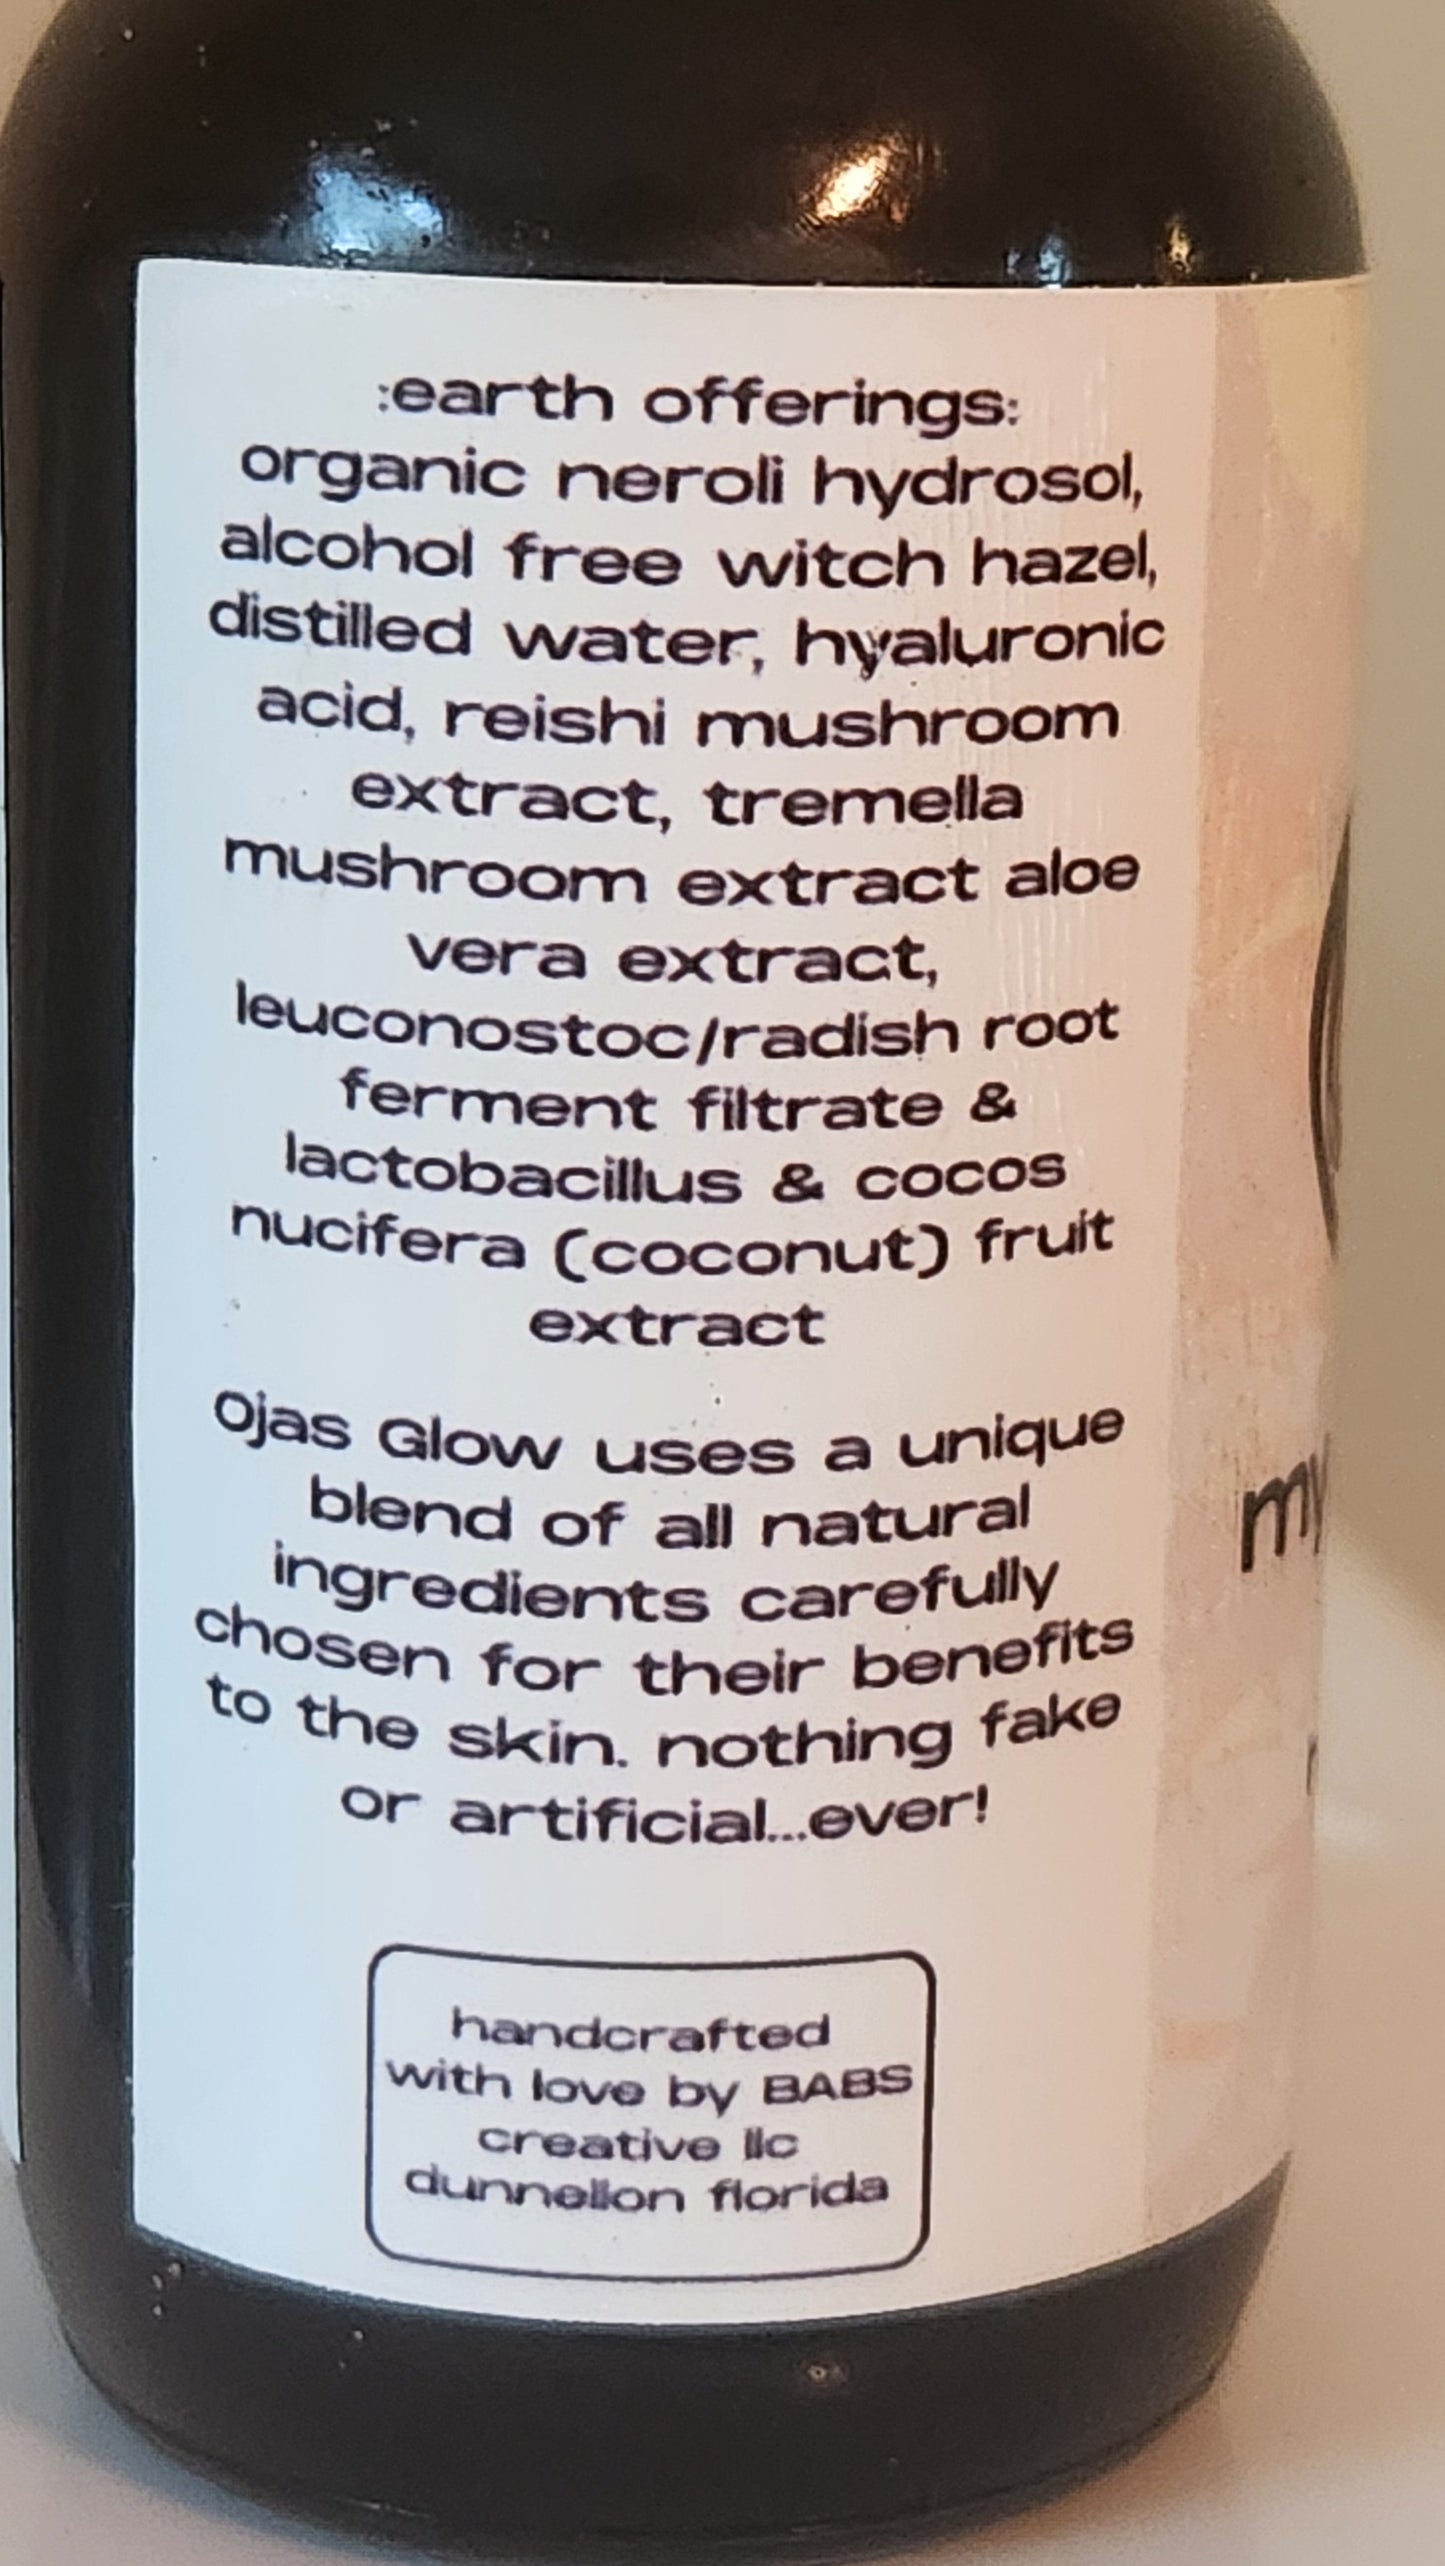 :earth offerings:
organic neroli hydrosol,
alcohol free witch hazel,
distilled water, hyaluronic
acid, reishi mushroom
extract, tremella
mushroom extract aloe
vera extract,
leuconostoc/radish root
ferment filtrate &
lactobacillus & cocos
nucifera (coconut) fruit
extract
Ojas Glow uses a unique
blend of all natural
ingredients carefully
chosen for their benefits
to the skin. nothing fake
or artificial...ever!
handcrafted
with love by BABS
creative llc
dunnellon florida